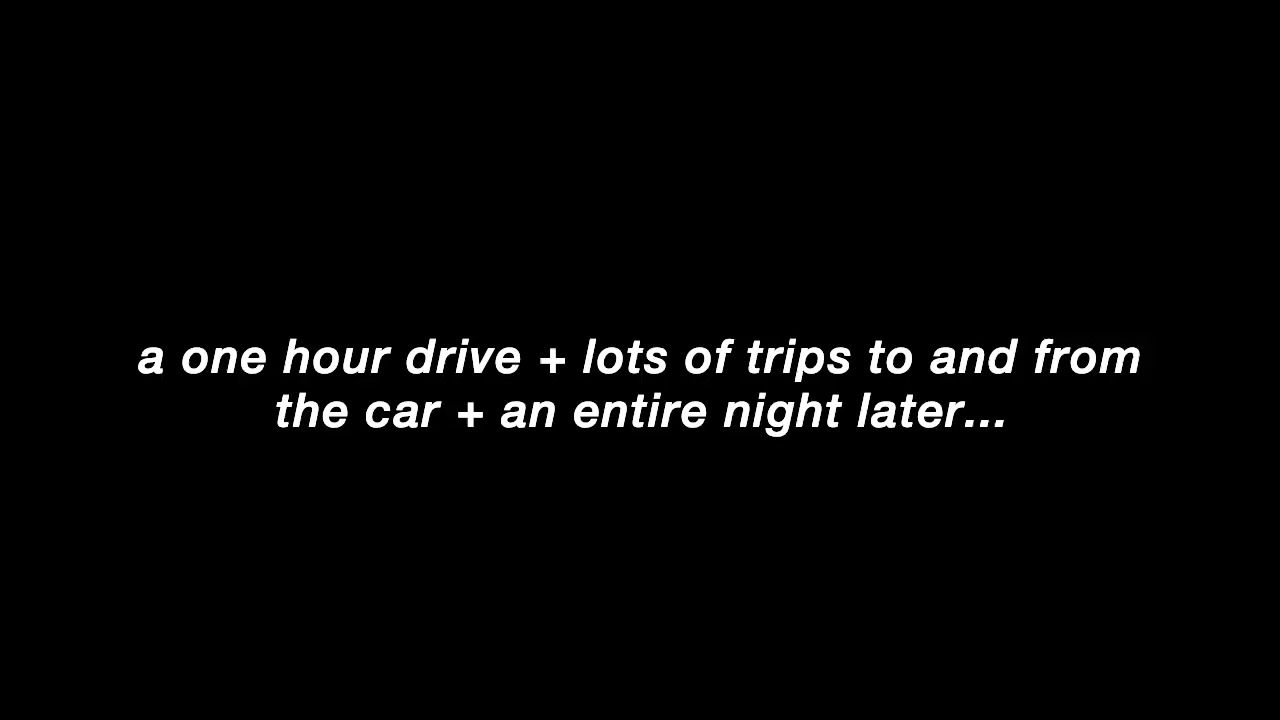 a one hour drive + lots of trips to and from
the car + an entire night later...